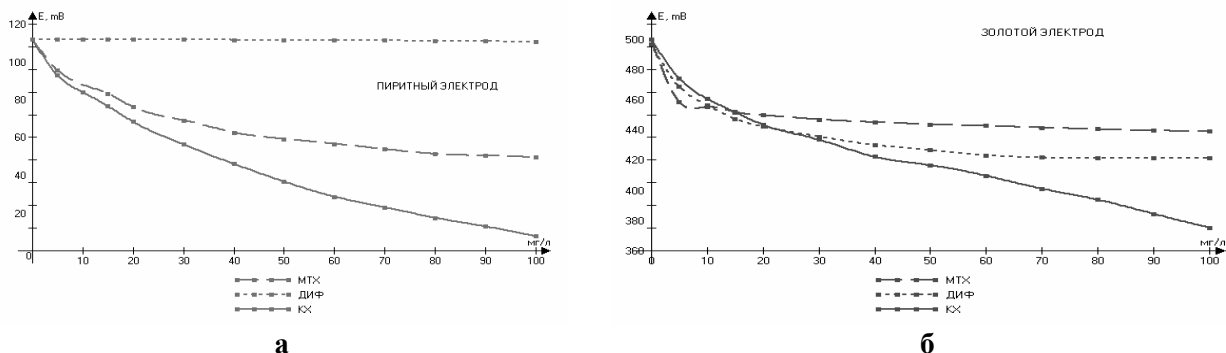 E, mB
120
100
80
60
40
20
0
ПИРИТНЫЙ ЭЛЕКТРОД
мг/л
10 20 30 40 50 60 70 80 90 100
МТХ
ДИФ
КХ
а
E, mB
500
480
460
440
420
400
380
360
ЗОЛОТОЙ ЭЛЕКТРОД
мг/л
0 10 20 30 40 50 60 70 80 90 100
МТХ
ДИФ
КХ
б